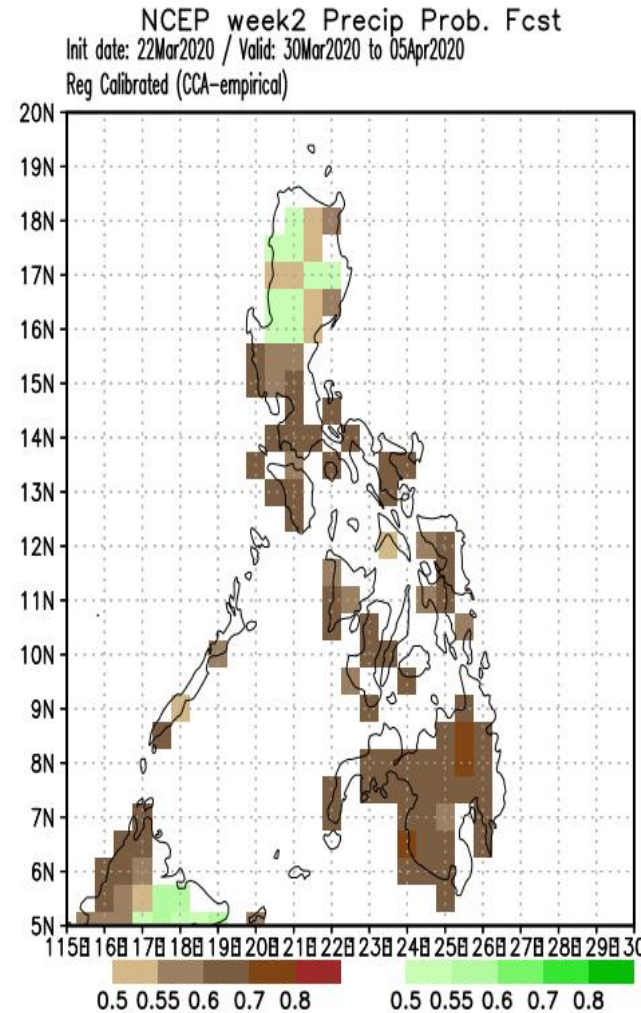 NCEP week2 Precip Prob. Fcst
Init date: 22Mar2020 / Valid: 30Mar2020 to 05Apr2020
Reg Calibrated (CCA-empirical)
20N
19N
18N
17N
16N
15N
14N
13N
12N
11N
10N
9N
8N
7N
6N
5N
0.5 0.55 0.6 0.7 0.8
0.5 0.55 0.6 0.7 0.8